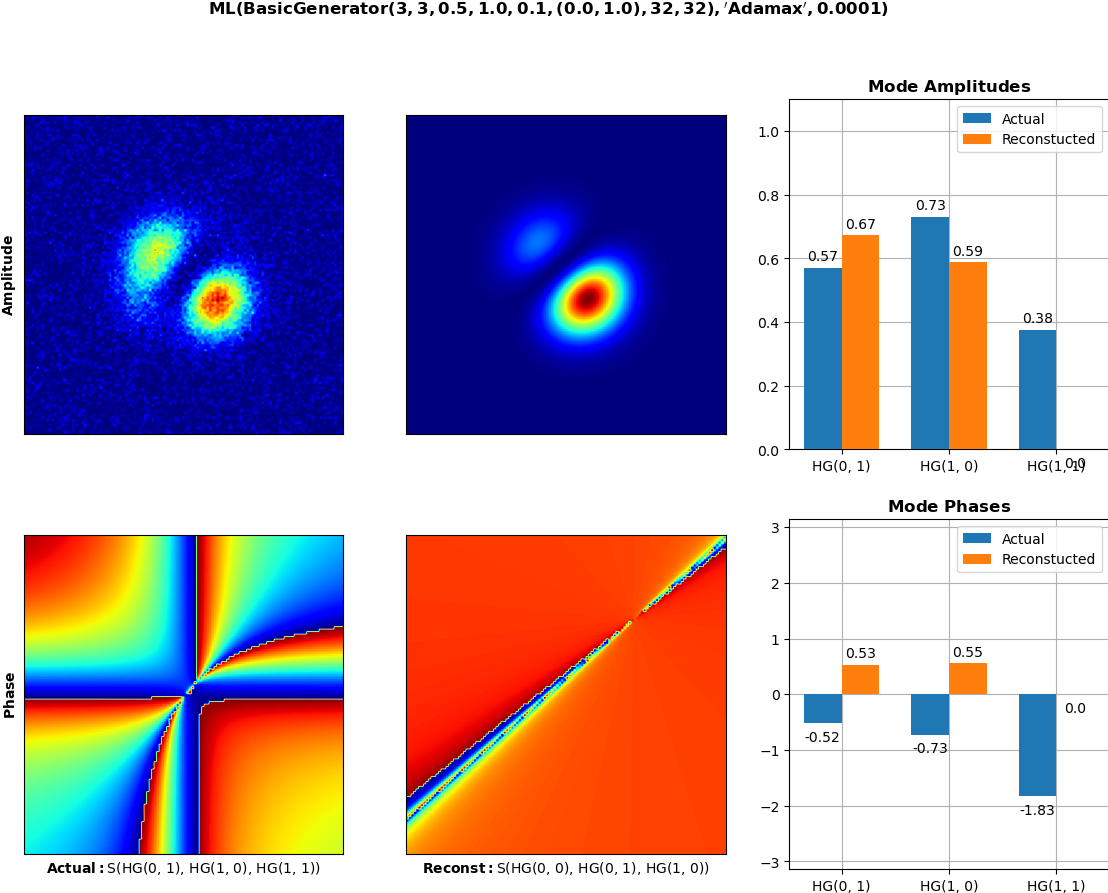 ML(BasicGenerator(3, 3, 0.5, 1.0, 0.1, (0.0, 1.0), 32, 32), 'Adamax', 0.0001)
Amplitude
Mode Amplitudes
Actual
Reconstucted
1.0
0.8
0.6
0.4
0.2
0.0
0.57
0.67
0.73
0.59
0.38
0.0
HG(0, 1)
HG(1, 0)
HG(1, 1)
Phase
Actual: S(HG(0, 1), HG(1, 0), HG(1, 1))
Reconst: S(HG(0, 0), HG(0, 1), HG(1, 0))
Mode Phases
Actual
Reconstucted
3
2
1
0
−1
−2
−3
-0.52
0.53
-0.73
0.55
-1.83
0.0
HG(0, 1)
HG(1, 0)
HG(1, 1)